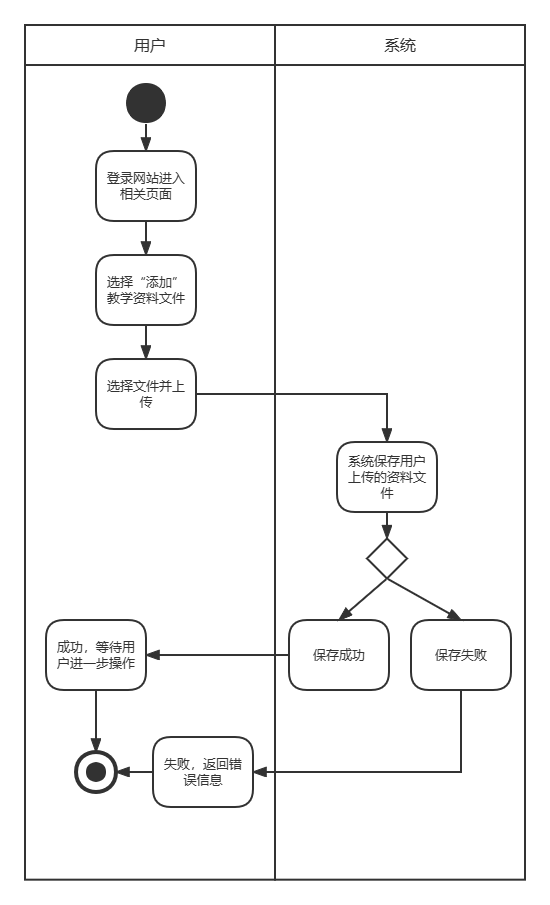 用户
系统
登录网站进入
相关页面
选择“添加”
教学资料文件
选择文件并上
传
系统保存用户
上传的资料文
件
成功，等待用
户进一步操作
保存成功
保存失败
失败，返回错
误信息